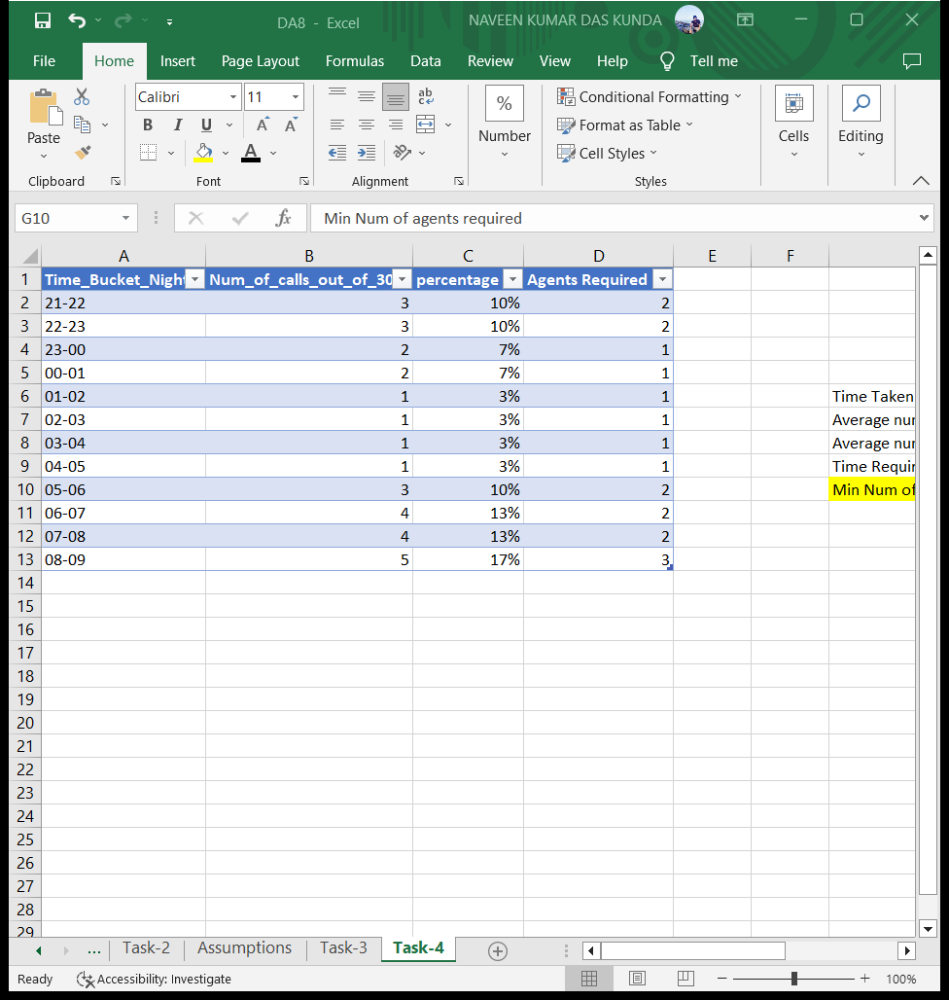 DA8 - Excel NAVEEN KUMAR DAS KUNDA
File Home Insert Page Layout Formulas Data Review View Help Tell me
Calibri 11 ab % Conditional Formatting
Paste B I U A A Number Format as Table Cells Editing
A Cell Styles
Clipboard Font Alignment Styles
G10 fx Min Num of agents required
A B C D E F
1 Time_Bucket_Nigh Num_of_calls_out_of_30 percentage Agents Required
2 21-22 3 10% 2
3 22-23 3 10% 2
4 23-00 2 7% 1
5 00-01 2 7% 1
6 01-02 1 3% 1 Time Taken
7 02-03 1 3% 1 Average nu
8 03-04 1 3% 1 Average nu
9 04-05 1 3% 1 Time Requi
10 05-06 3 10% 2 Min Num of
11 06-07 4 13% 2
12 07-08 4 13% 2
13 08-09 5 17% 3
14
15
16
17
18
19
20
21
22
23
24
25
26
27
28
29
... Task-2 Assumptions Task-3 Task-4
Ready Accessibility: Investigate 100%